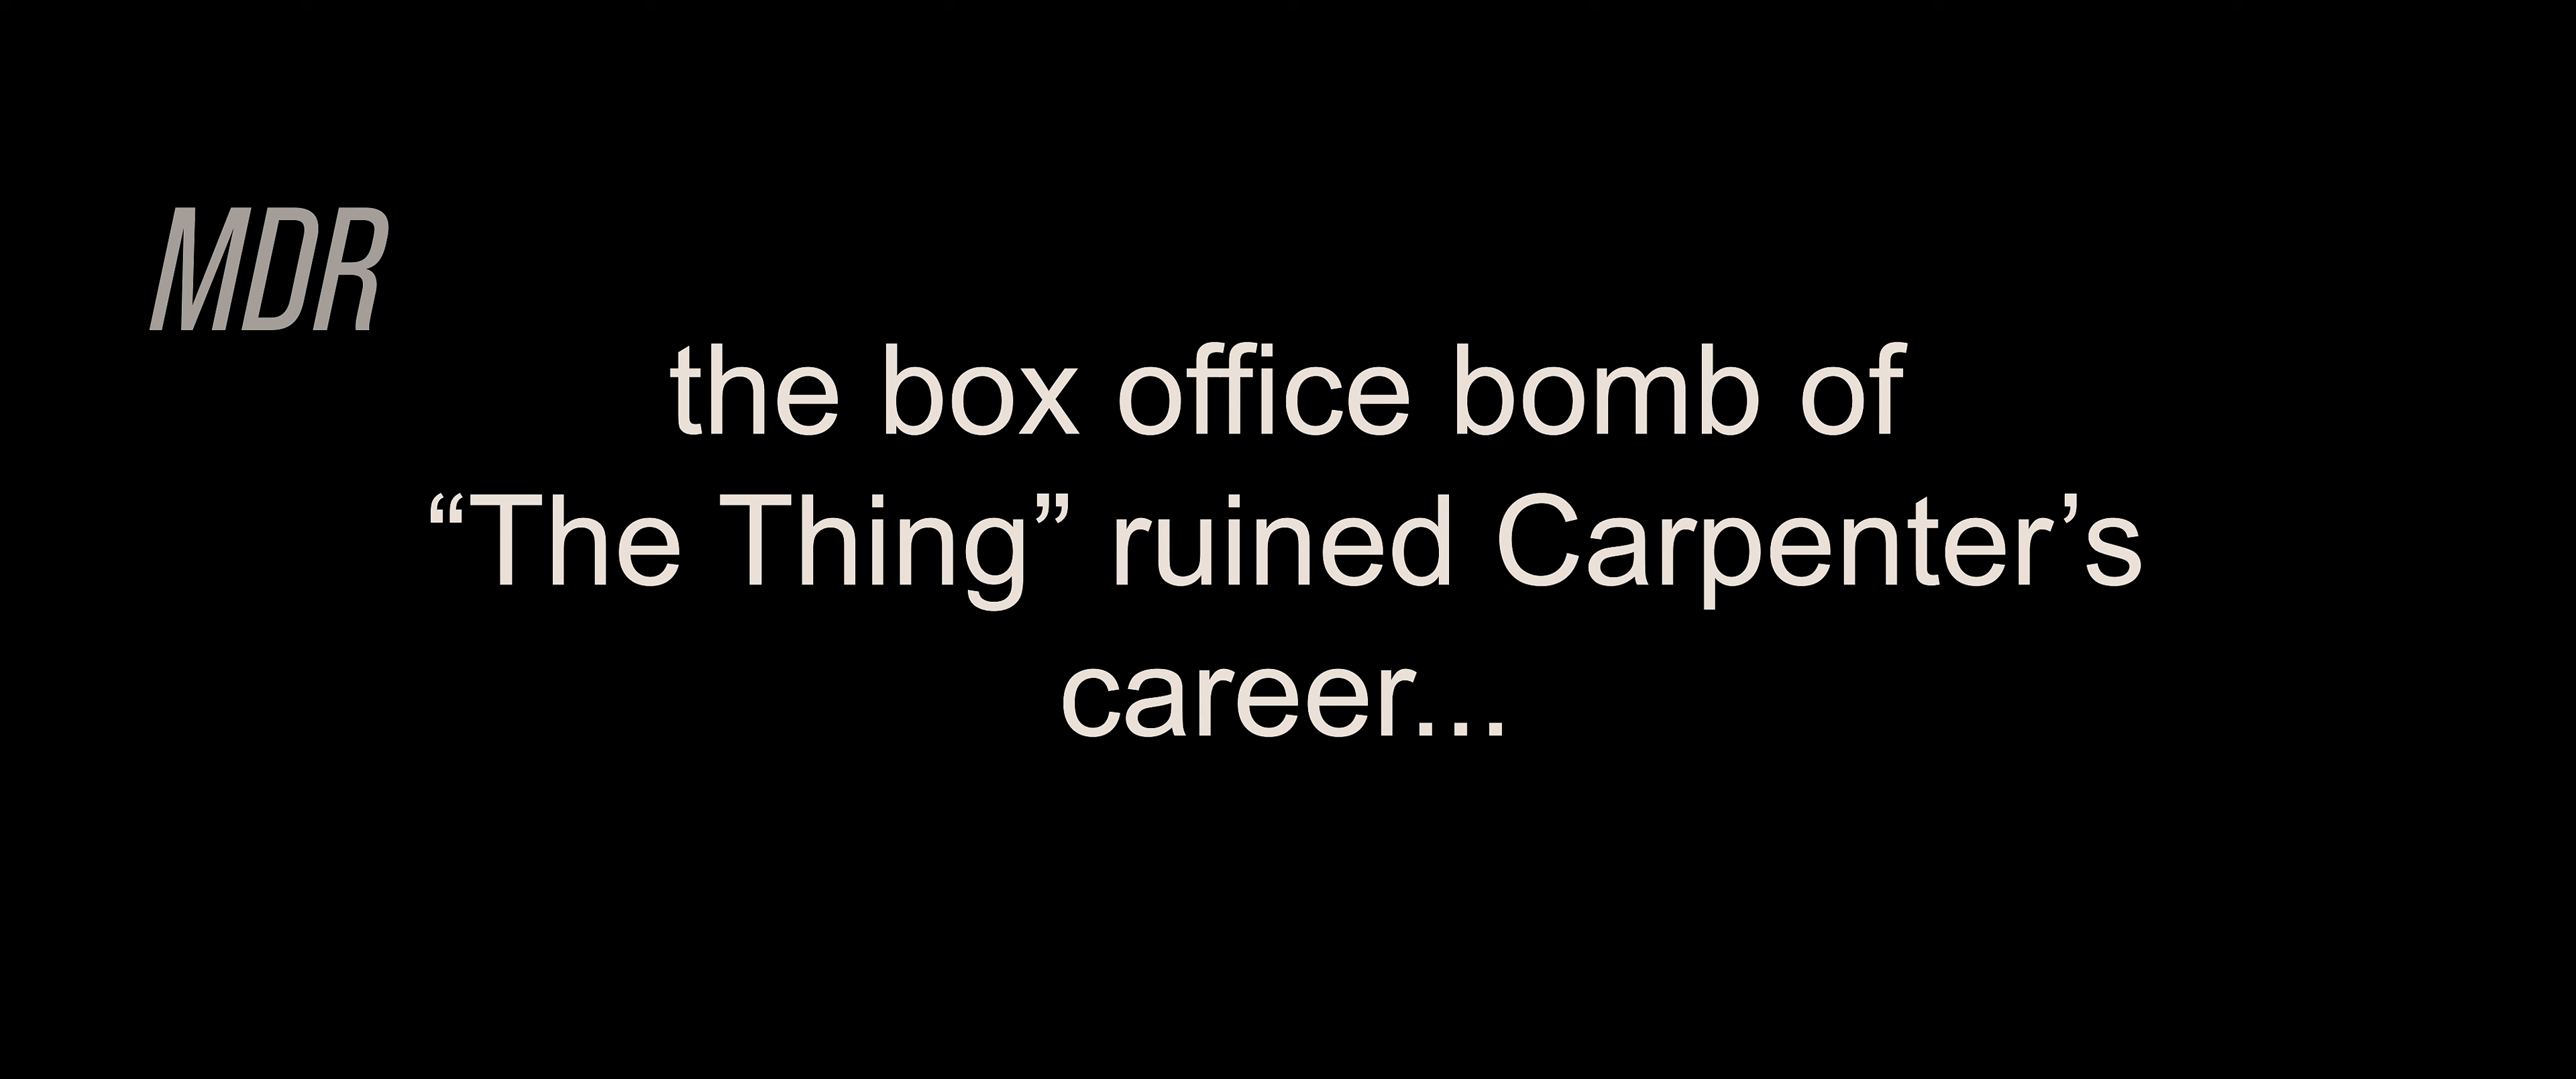 MDR
the box office bomb of
“The Thing” ruined Carpenter’s
career...